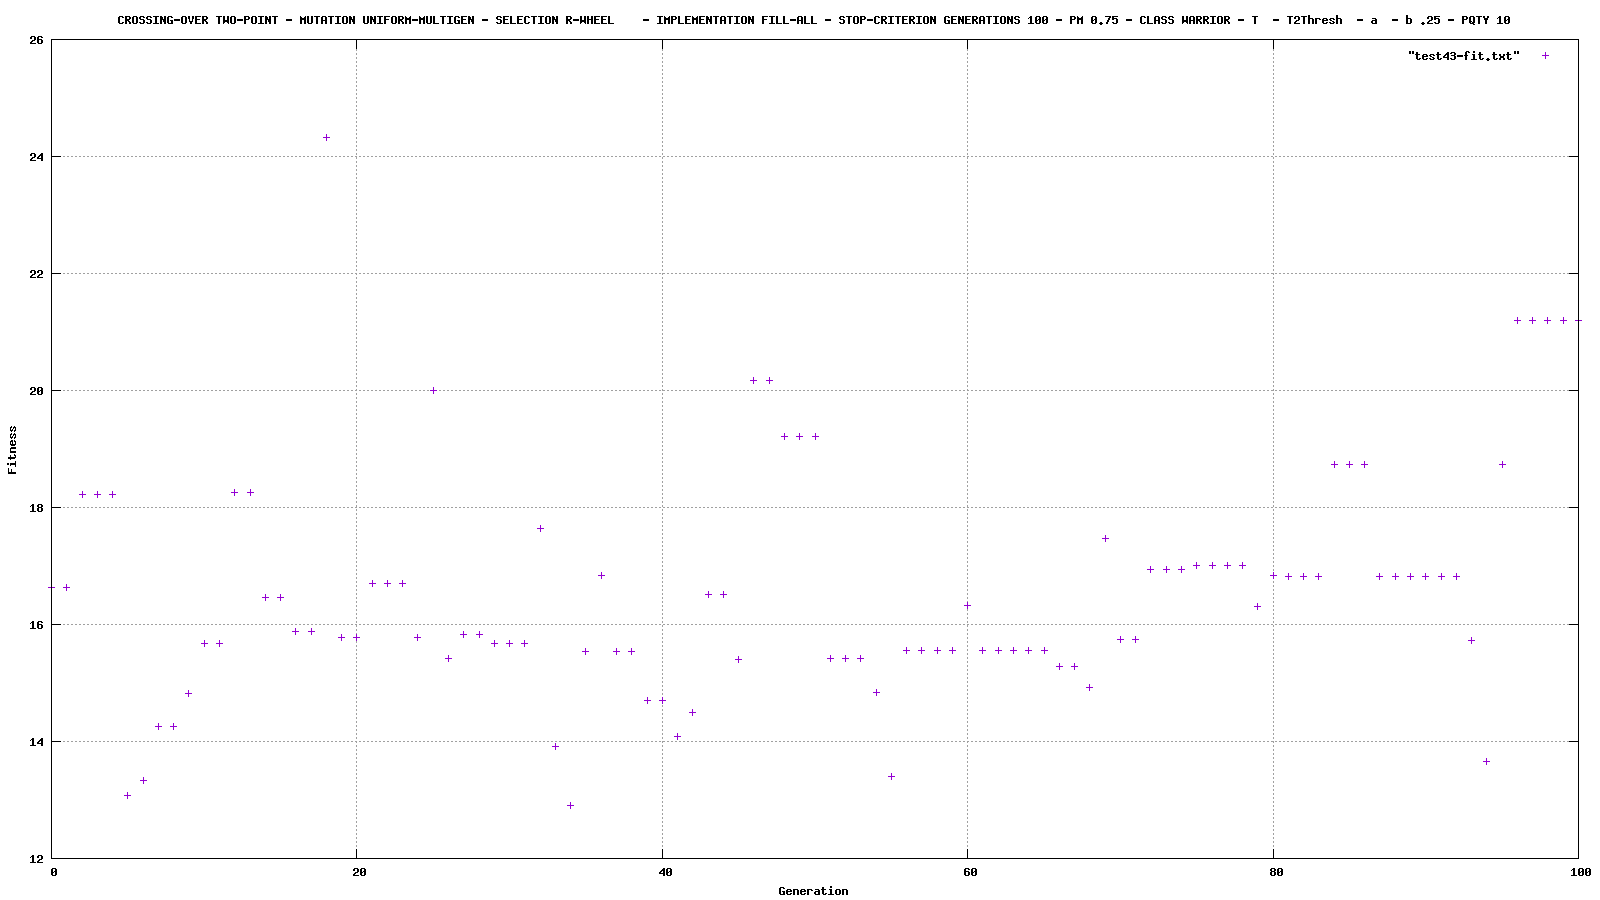 CROSSING-OVER TWO-POINT - MUTATION UNIFORM-MULTIGEN - SELECTION R-WHEEL    - IMPLEMENTATION FILL-ALL - STOP-CRITERION GENERATIONS 100 - PM 0.75 - CLASS WARRIOR - T  - T2Thresh  - a  - b .25 - PQTY 10
"test43-fit.txt"
26
24
22
20
18
16
14
12
Fitness
0 20 40 60 80 100
Generation